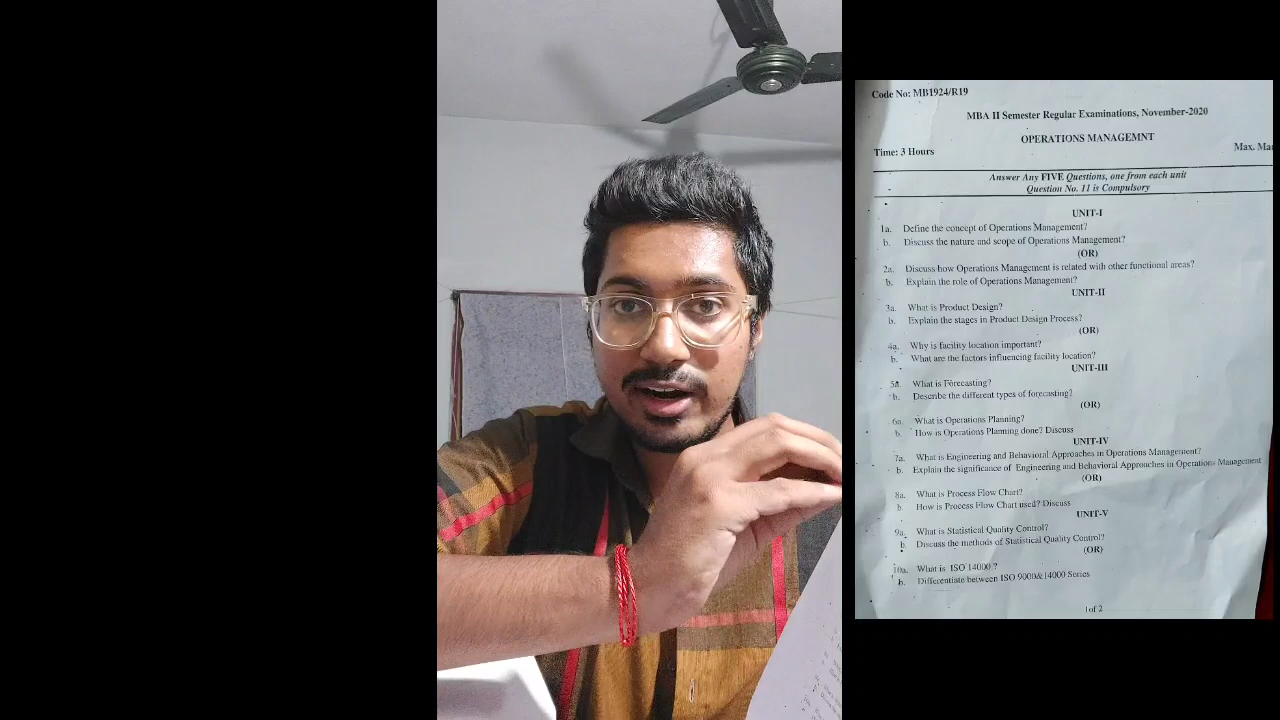 Code No: MB1924/R19
MBA II Semester Regular Examinations, November-2020
OPERATIONS MANAGEMNT
Time: 3 Hours
Max. Mar
Answer Any FIVE Questions, one from each unit
Question No. 11 is Compulsory
UNIT-I
1a. Define the concept of Operations Management?
b. Discuss the nature and scope of Operations Management?
(OR)
2a. Discuss how Operations Management is related with other functional areas?
b. Explain the role of Operations Management?
UNIT-II
3a. What is Product Design?
b. Explain the stages in Product Design Process?
(OR)
4a. Why is facility location important?
b. What are the factors influencing facility location?
UNIT-III
5a. What is Forecasting?
b. Describe the different types of forecasting?
(OR)
6a. What is Operations Planning?
b. How is Operations Planning done? Discuss
UNIT-IV
7a. What is Engineering and Behavioral Approaches in Operations Management?
b. Explain the significance of Engineering and Behavioral Approaches in Operations Management
(OR)
8a. What is Process Flow Chart?
b. How is Process Flow Chart used? Discuss
UNIT-V
9a. What is Statistical Quality Control?
b. Discuss the methods of Statistical Quality Control?
(OR)
10a. What is ISO 14000 ?
b. Differentiate between ISO 9000&14000 Series
1 of 2